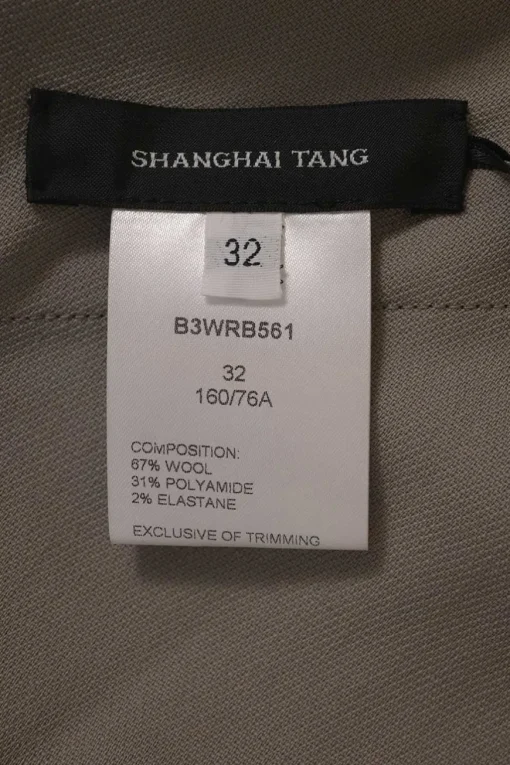 SHANGHAI TANG
32
B3WRB561
32
160/76A
COMPOSITION:
67% WOOL
31% POLYAMIDE
2% ELASTANE
EXCLUSIVE OF TRIMMING